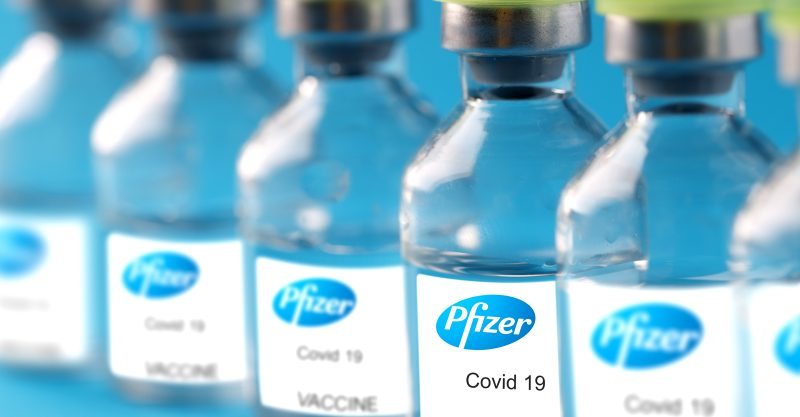 Pfizer
Covid 19
VACCINE
Pfizer
Covid 19
VACCINE
Pfizer
Covid 19
Pfizer
Covid 19